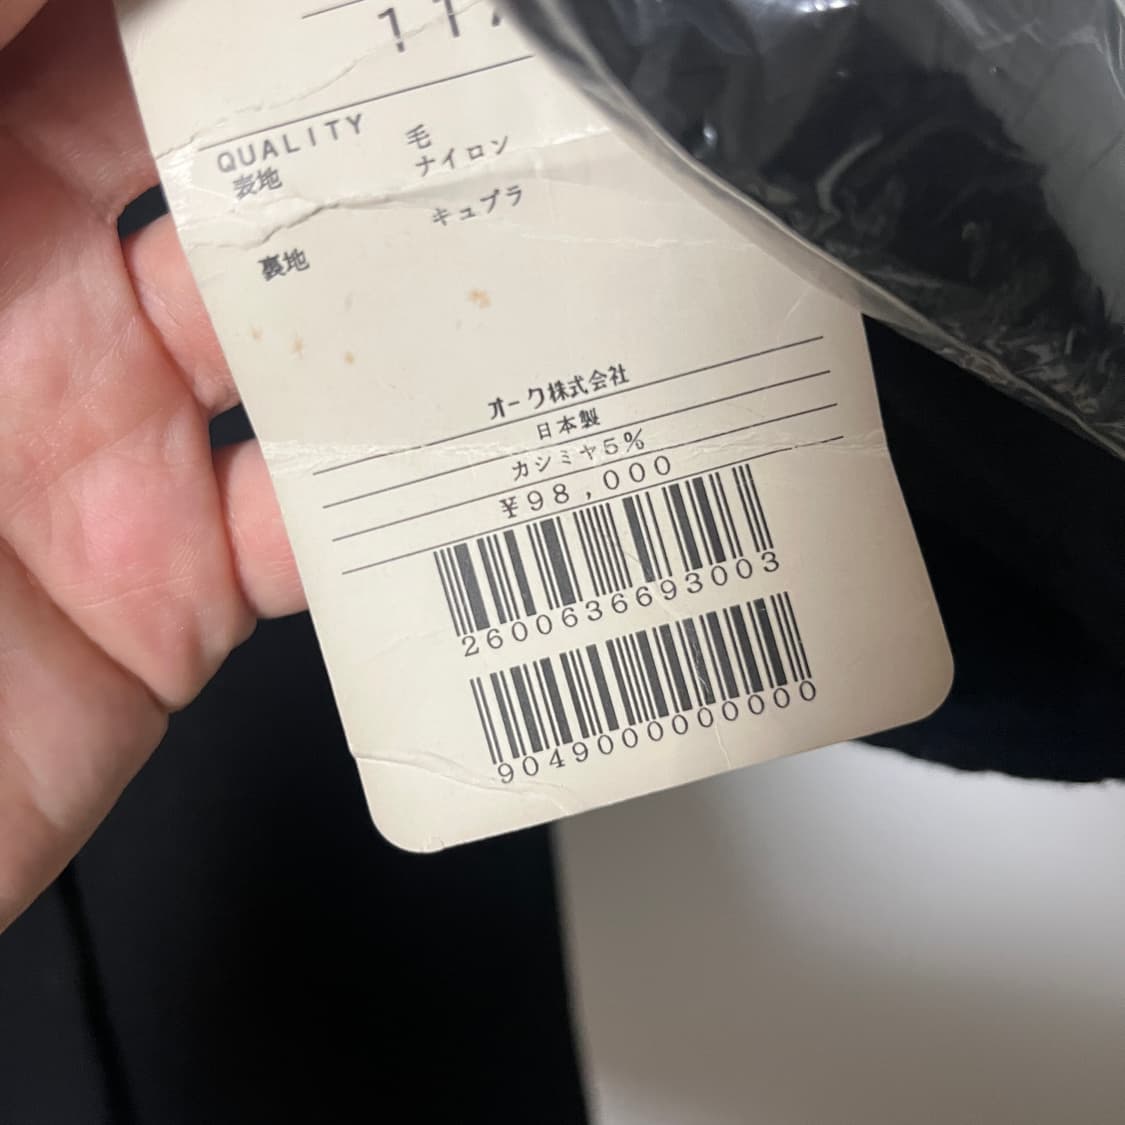 QUALITY
表地 毛
ナイロン
キュプラ
裏地
オーク株式会社
日本製
カシミヤ5%
¥98,000
2600636693003
9049000000000